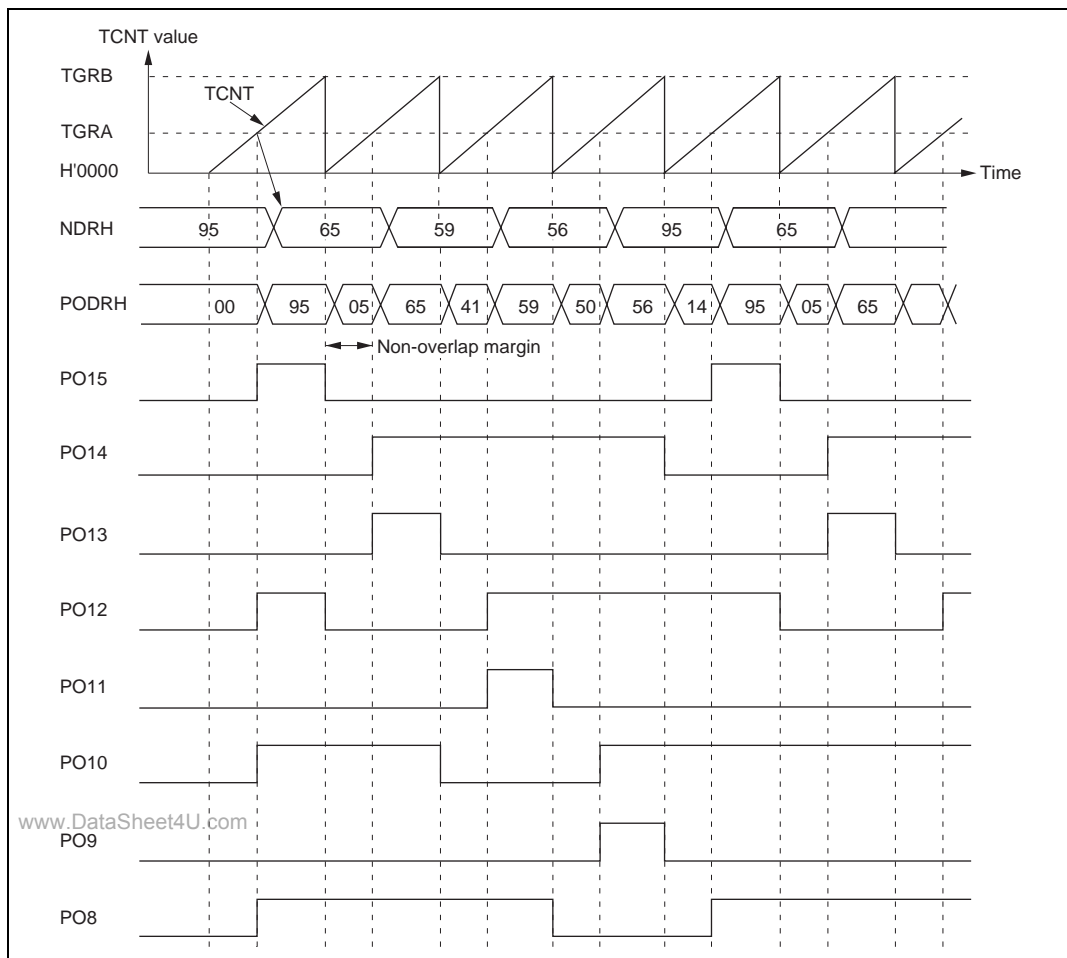 TCNT value
TGRB
TCNT
TGRA
H'0000
Time
NDRH 95 65 59 56 95 65
PODRH 00 95 05 65 41 59 50 56 14 95 05 65
Non-overlap margin
PO15
PO14
PO13
PO12
PO11
PO10
www.DataSheet4U.com
PO9
PO8